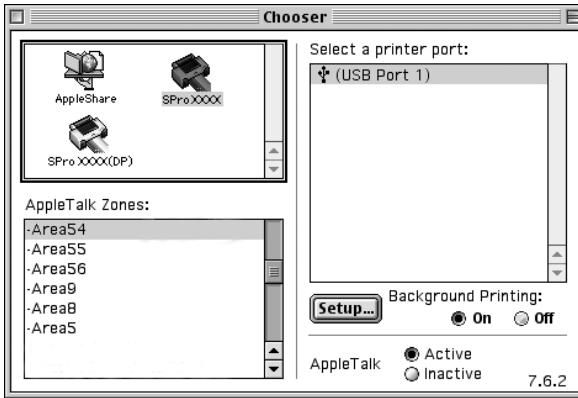 Chooser
AppleShare
SPro XXXX
SPro XXXX(DP)
AppleTalk Zones:
-Area54
-Area55
-Area56
-Area9
-Area8
-Area5
Select a printer port:
(USB Port 1)
Setup...
Background Printing:
On Off
AppleTalk
Active
Inactive
7.6.2